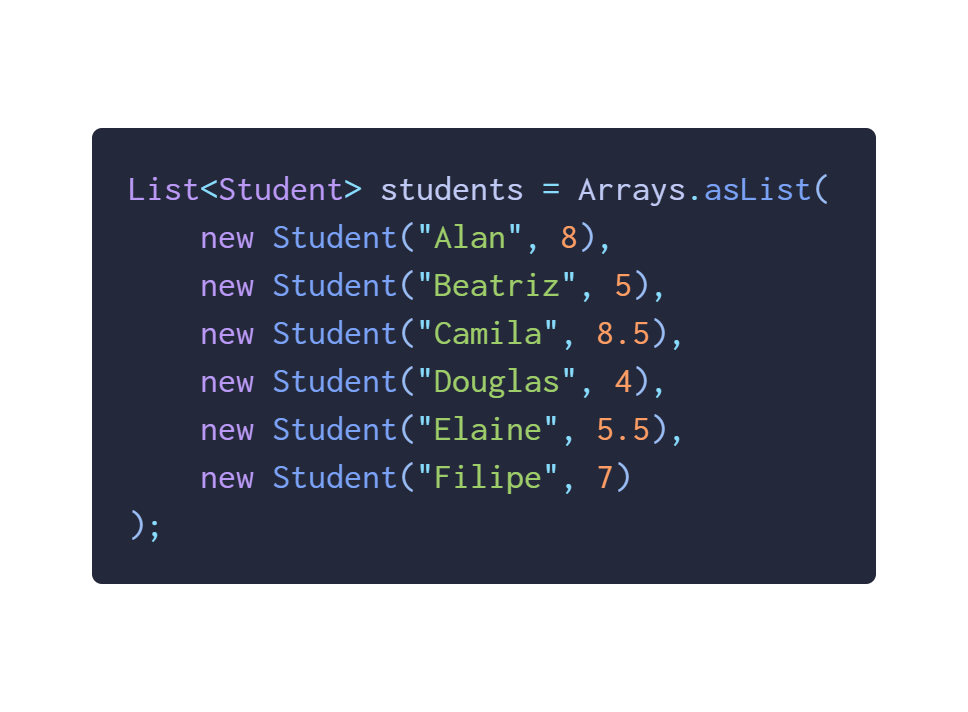 List<Student> students = Arrays.asList(
    new Student("Alan", 8),
    new Student("Beatriz", 5),
    new Student("Camila", 8.5),
    new Student("Douglas", 4),
    new Student("Elaine", 5.5),
    new Student("Filipe", 7)
);